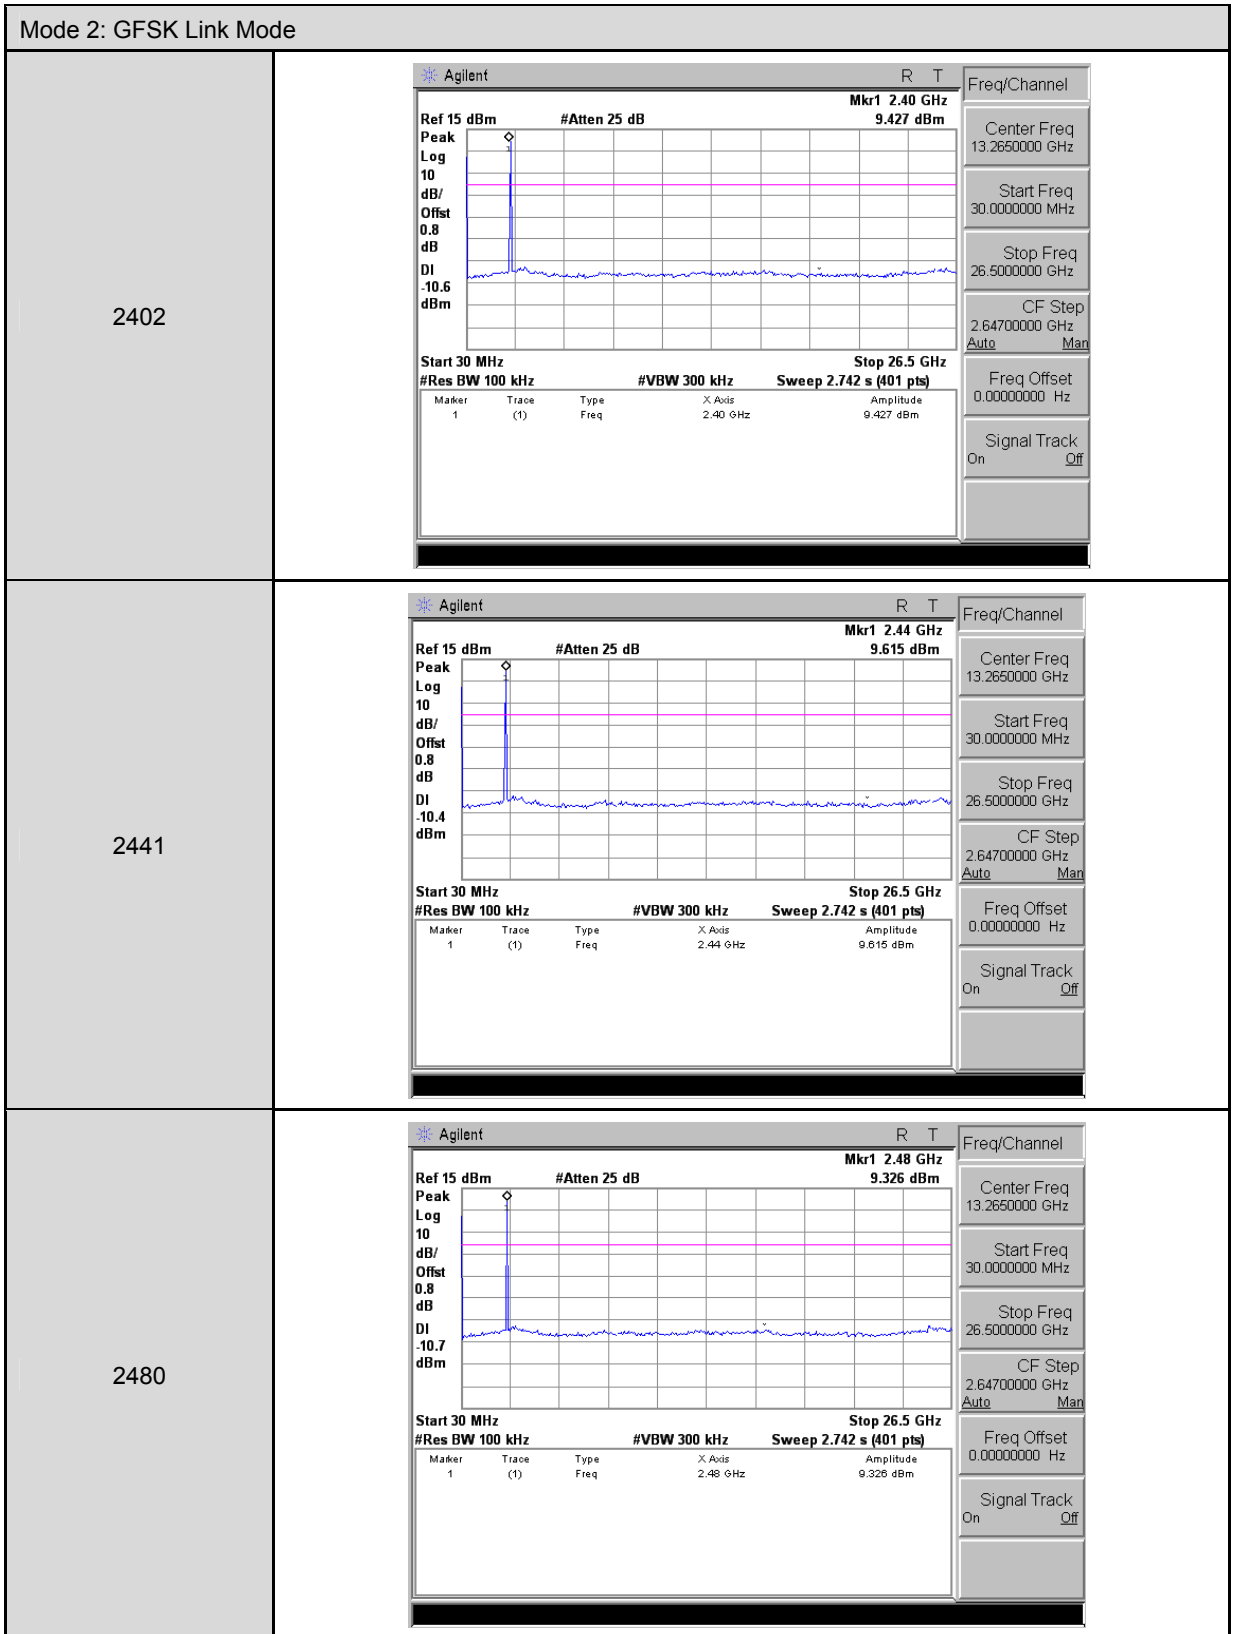 Mode 2: GFSK Link Mode
2402
Agilent
R T
Mkr1 2.40 GHz
Ref 15 dBm #Atten 25 dB 9.427 dBm
Peak
Log
10
dB/
Offst
0.8
dB
DI
-10.6
dBm
1
Start 30 MHz Stop 26.5 GHz
#Res BW 100 kHz #VBW 300 kHz Sweep 2.742 s (401 pts)
Marker Trace Type X Axis Amplitude
1 (1) Freq 2.40 GHz 9.427 dBm
Freq/Channel
Center Freq
13.2650000 GHz
Start Freq
30.0000000 MHz
Stop Freq
26.5000000 GHz
CF Step
2.64700000 GHz
Auto Man
Freq Offset
0.00000000 Hz
Signal Track
On Off
2441
Agilent
R T
Mkr1 2.44 GHz
Ref 15 dBm #Atten 25 dB 9.615 dBm
Peak
Log
10
dB/
Offst
0.8
dB
DI
-10.4
dBm
1
Start 30 MHz Stop 26.5 GHz
#Res BW 100 kHz #VBW 300 kHz Sweep 2.742 s (401 pts)
Marker Trace Type X Axis Amplitude
1 (1) Freq 2.44 GHz 9.615 dBm
Freq/Channel
Center Freq
13.2650000 GHz
Start Freq
30.0000000 MHz
Stop Freq
26.5000000 GHz
CF Step
2.64700000 GHz
Auto Man
Freq Offset
0.00000000 Hz
Signal Track
On Off
2480
Agilent
R T
Mkr1 2.48 GHz
Ref 15 dBm #Atten 25 dB 9.326 dBm
Peak
Log
10
dB/
Offst
0.8
dB
DI
-10.7
dBm
1
Start 30 MHz Stop 26.5 GHz
#Res BW 100 kHz #VBW 300 kHz Sweep 2.742 s (401 pts)
Marker Trace Type X Axis Amplitude
1 (1) Freq 2.48 GHz 9.326 dBm
Freq/Channel
Center Freq
13.2650000 GHz
Start Freq
30.0000000 MHz
Stop Freq
26.5000000 GHz
CF Step
2.64700000 GHz
Auto Man
Freq Offset
0.00000000 Hz
Signal Track
On Off